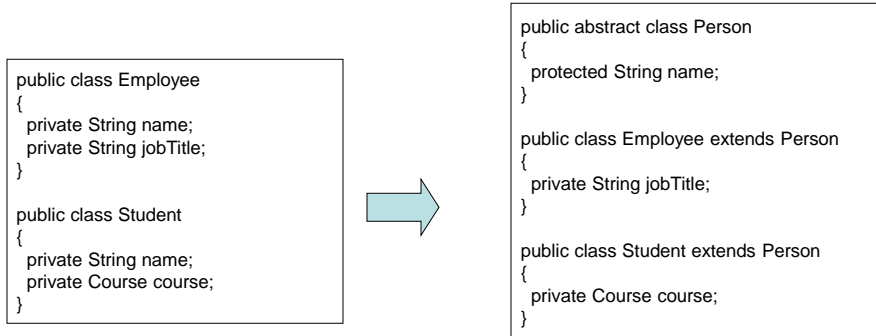 public class Employee
{
private String name;
private String jobTitle;
}
public class Student
{
private String name;
private Course course;
}
public abstract class Person
{
protected String name;
}
public class Employee extends Person
{
private String jobTitle;
}
public class Student extends Person
{
private Course course;
}